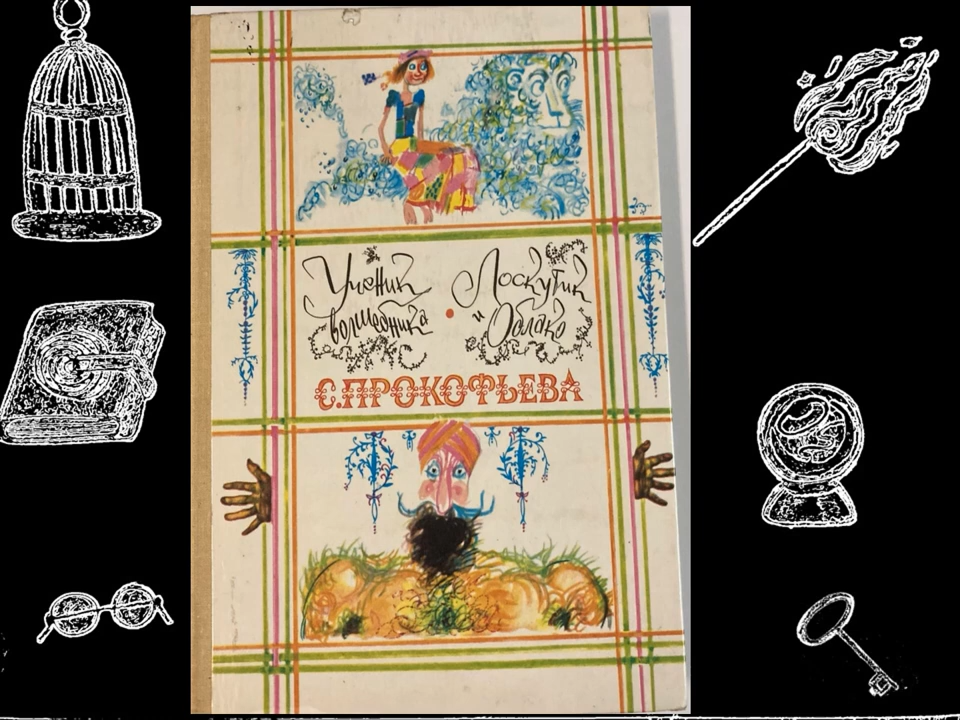 Ученик
волшебника
•
Лоскутик
и Облако
С. ПРОКОФЬЕВА